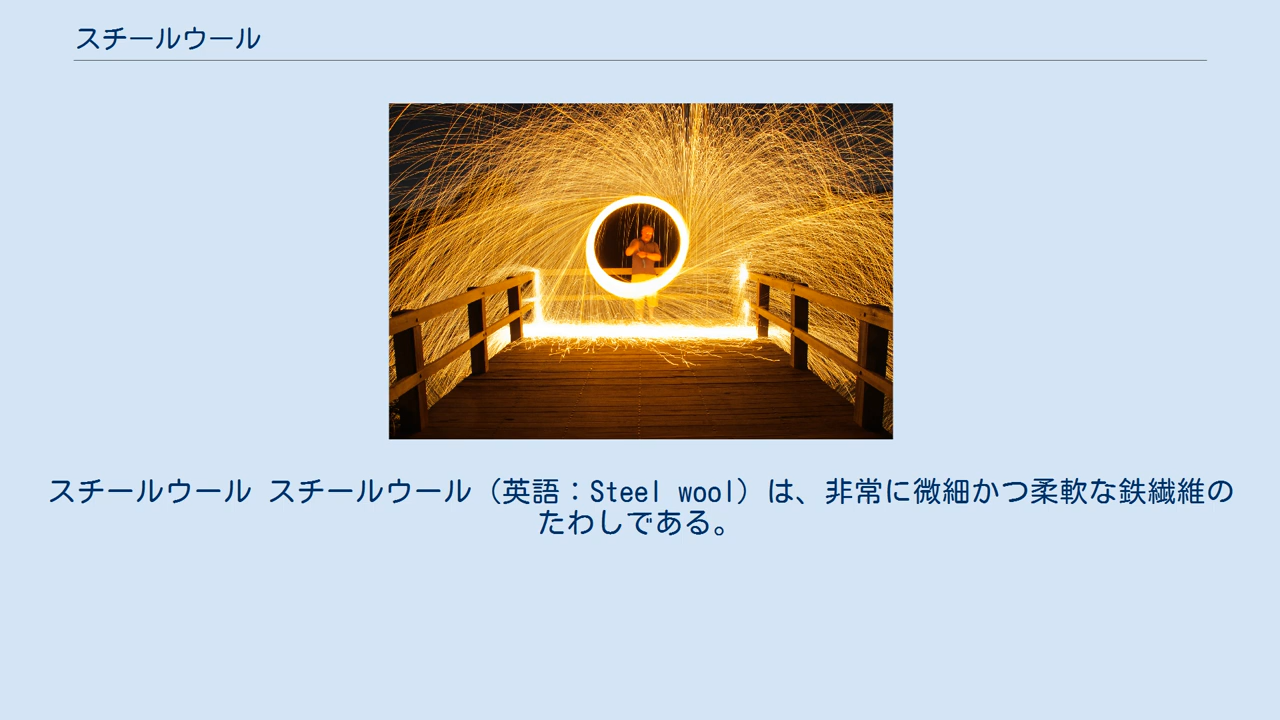 スチールウール
スチールウール スチールウール（英語：Steel wool）は、非常に微細かつ柔軟な鉄繊維の
たわしである。